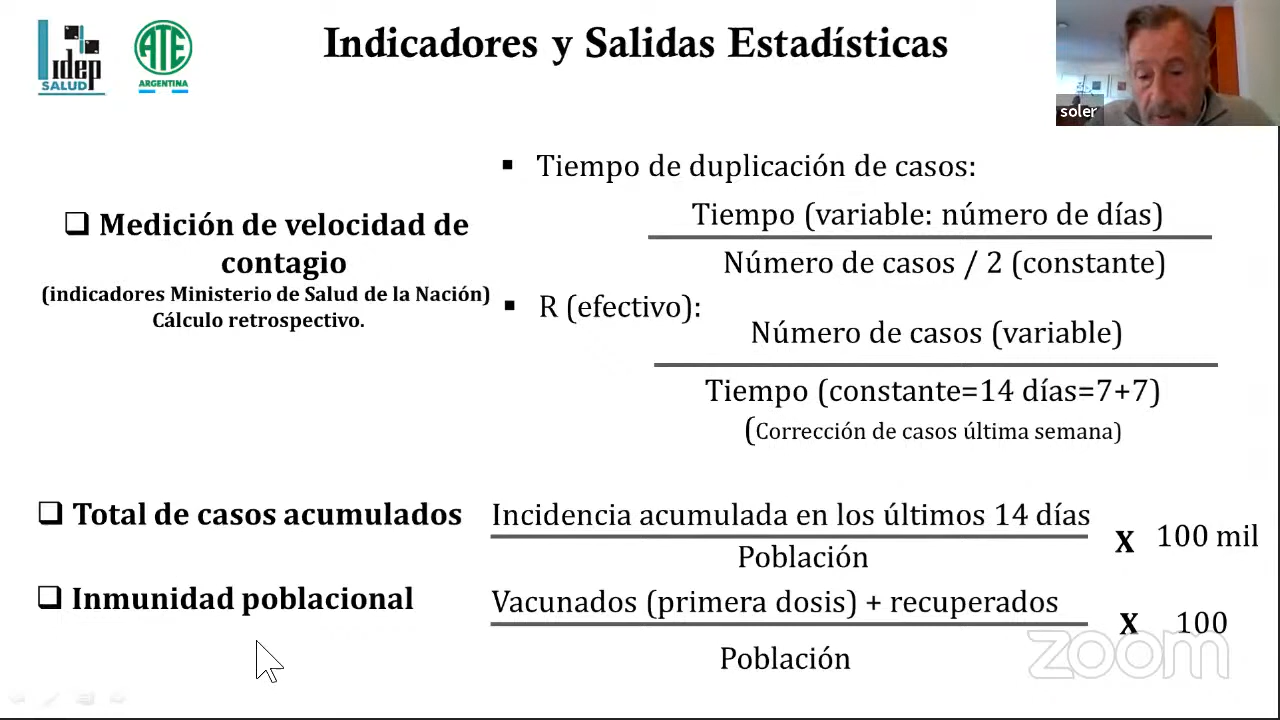 idep
SALUD
ATE
ARGENTINA
Indicadores y Salidas Estadísticas
soler
❑ Medición de velocidad de
contagio
(indicadores Ministerio de Salud de la Nación)
Cálculo retrospectivo.
▪ Tiempo de duplicación de casos:
Tiempo (variable: número de días)
Número de casos / 2 (constante)
▪ R (efectivo):
Número de casos (variable)
Tiempo (constante=14 días=7+7)
(Corrección de casos última semana)
❑ Total de casos acumulados
Incidencia acumulada en los últimos 14 días
Población
X 100 mil
❑ Inmunidad poblacional
Vacunados (primera dosis) + recuperados
Población
X 100
zoom